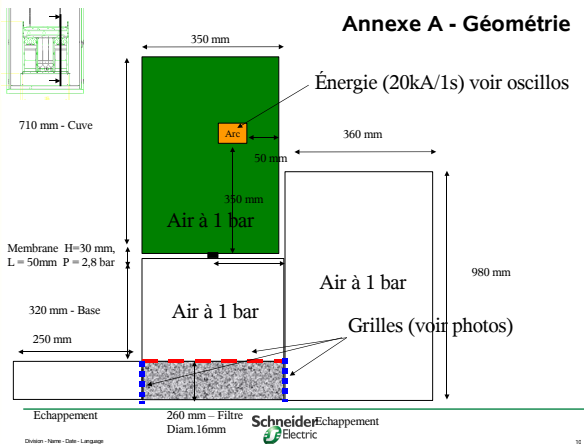 Annexe A - Géométrie
350 mm
Énergie (20kA/1s) voir oscillos
710 mm - Cuve
Arc
360 mm
50 mm
350 mm
Air à 1 bar
Membrane H=30 mm,
L = 50mm P = 2,8 bar
Air à 1 bar
980 mm
320 mm - Base
Air à 1 bar
Grilles (voir photos)
250 mm
Echappement
260 mm – Filtre
Diam.16mm
Schneider
Electric
Echappement
Division - Name - Date - Language
10